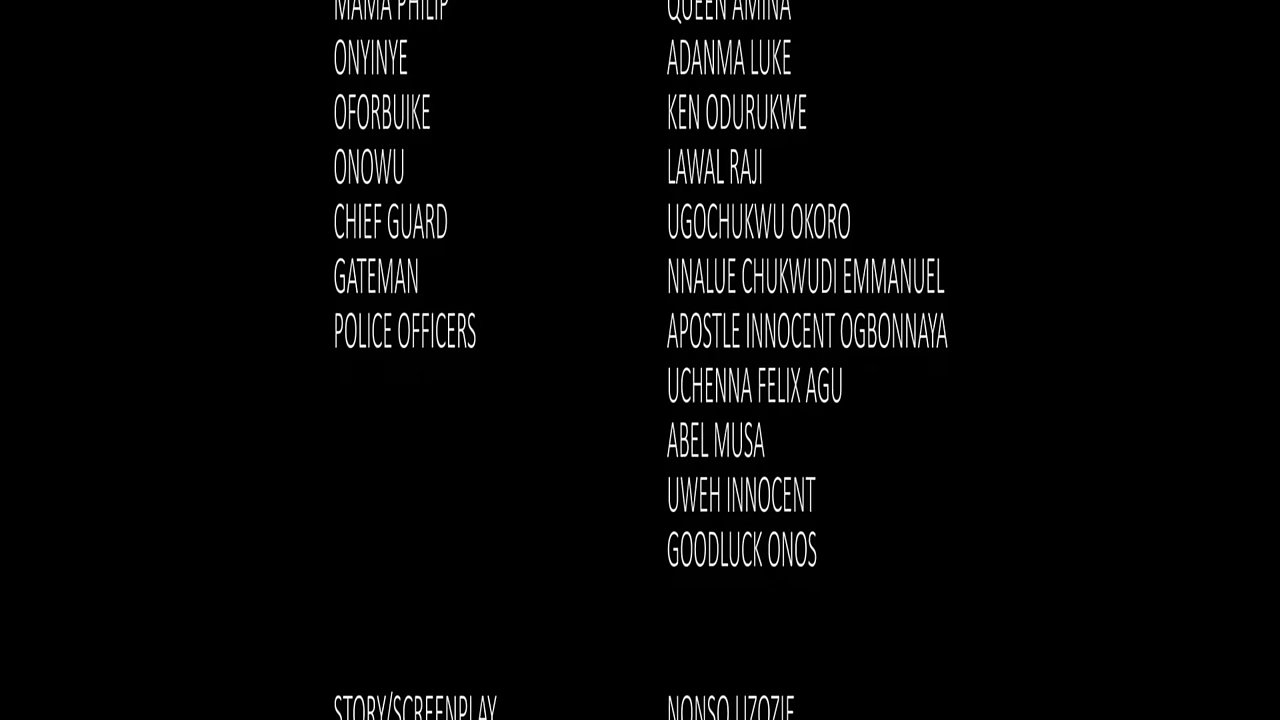 MAMA PHILIP QUEEN AMINA
ONYINYE ADANMA LUKE
OFORBUIKE KEN ODURUKWE
ONOWU LAWAL RAJI
CHIEF GUARD UGOCHUKWU OKORO
GATEMAN NNALUE CHUKWUDI EMMANUEL
POLICE OFFICERS APOSTLE INNOCENT OGBONNAYA
UCHENNA FELIX AGU
ABEL MUSA
UWEH INNOCENT
GOODLUCK ONOS
STORY/SCREENPLAY NONSO UZOZIE